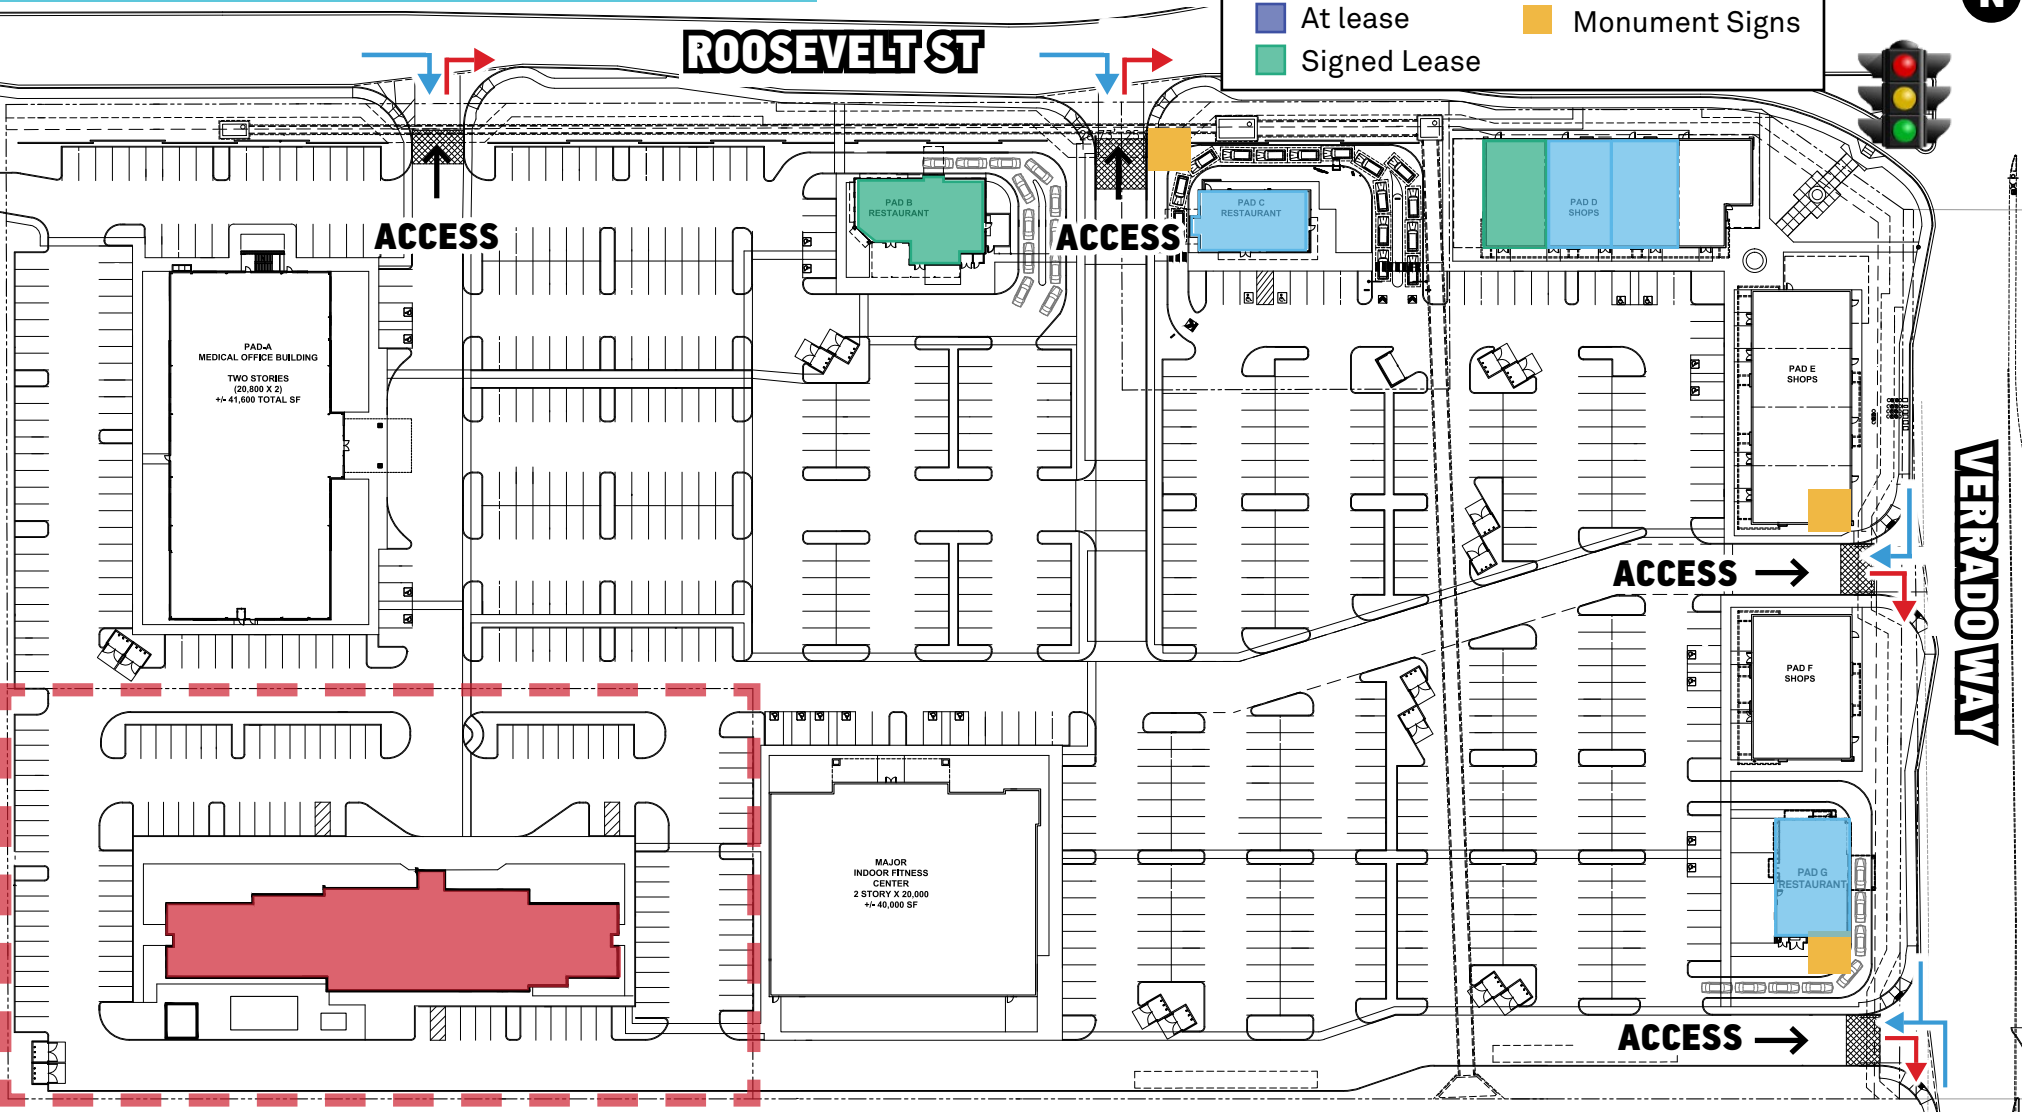 At lease
Monument Signs
Signed Lease
N
ROOSEVELT ST
ACCESS
ACCESS
PAD B
RESTAURANT
PAD C
RESTAURANT
PAD D
SHOPS
PAD-A
MEDICAL OFFICE BUILDING
TWO STORIES
(20,800 X 2)
+/- 41,600 TOTAL SF
PAD E
SHOPS
VERRADO WAY
ACCESS
PAD F
SHOPS
MAJOR
INDOOR FITNESS
CENTER
2 STORY X 20,000
+/- 40,000 SF
PAD G
RESTAURANT
ACCESS